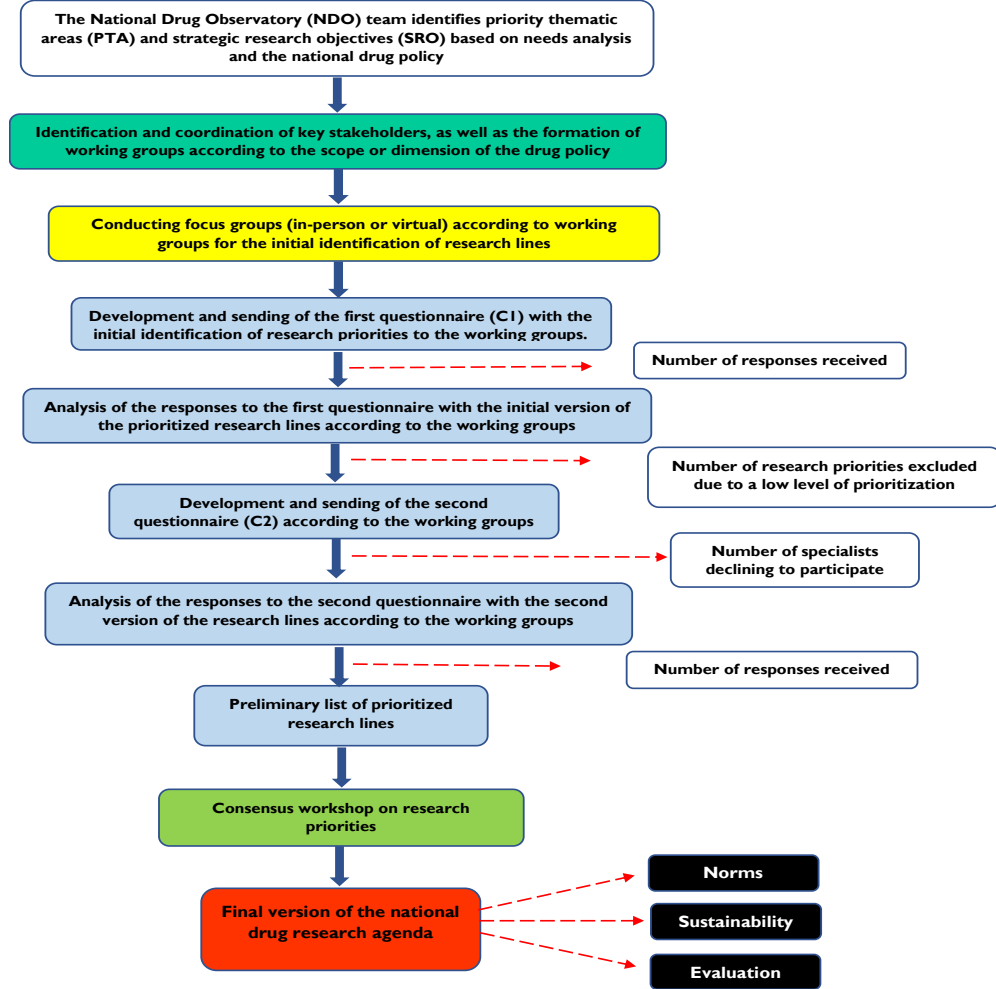 The National Drug Observatory (NDO) team identifies priority thematic
areas (PTA) and strategic research objectives (SRO) based on needs analysis
and the national drug policy
Identification and coordination of key stakeholders, as well as the formation of
working groups according to the scope or dimension of the drug policy
Conducting focus groups (in-person or virtual) according to working
groups for the initial identification of research lines
Development and sending of the first questionnaire (C1) with the
initial identification of research priorities to the working groups.
Number of responses received
Analysis of the responses to the first questionnaire with the initial version of
the prioritized research lines according to the working groups
Number of research priorities excluded
due to a low level of prioritization
Development and sending of the second
questionnaire (C2) according to the working groups
Number of specialists
declining to participate
Analysis of the responses to the second questionnaire with the second
version of the research lines according to the working groups
Number of responses received
Preliminary list of prioritized
research lines
Consensus workshop on research
priorities
Final version of the national
drug research agenda
Norms
Sustainability
Evaluation